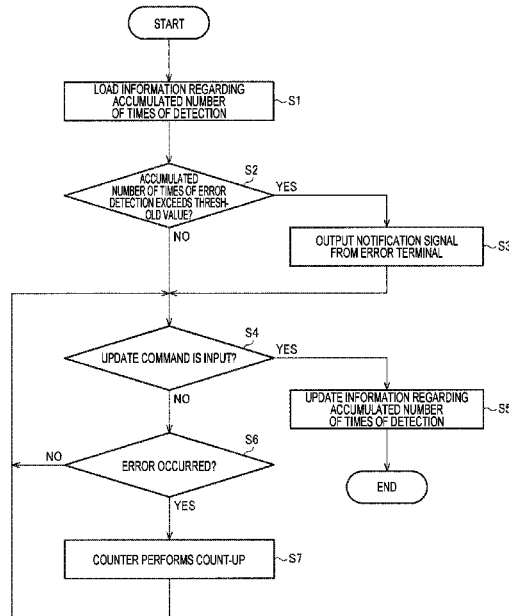 START
LOAD INFORMATION REGARDING
ACCUMULATED NUMBER
OF TIMES OF DETECTION
S1
S2
ACCUMULATED
NUMBER OF TIMES OF ERROR
DETECTION EXCEEDS THRESH-
OLD VALUE?
YES
NO
OUTPUT NOTIFICATION SIGNAL
FROM ERROR TERMINAL
S3
S4
UPDATE COMMAND IS INPUT?
YES
NO
UPDATE INFORMATION REGARDING
ACCUMULATED NUMBER
OF TIMES OF DETECTION
S5
S6
NO
ERROR OCCURRED?
YES
END
COUNTER PERFORMS COUNT-UP
S7